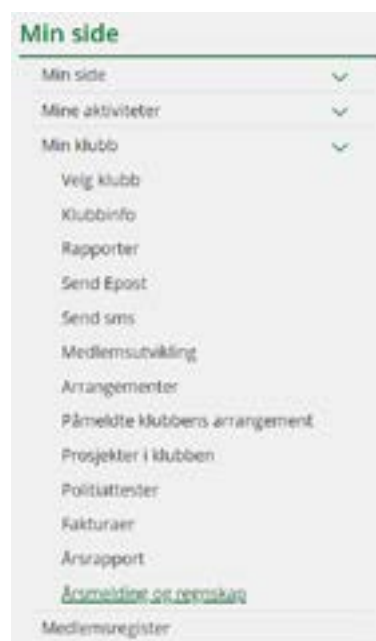 Min side
Min side
Mine aktiviteter
Min klubb
Velg klubb
Klubbinfo
Rapporter
Send Epost
Send sms
Medlemsutvikling
Arrangementer
Påmeldte klubbens arrangement
Prosjekter i klubben
Politiattester
Fakturaer
Årsrapport
Årsmelding og regnskap
Medlemsregister